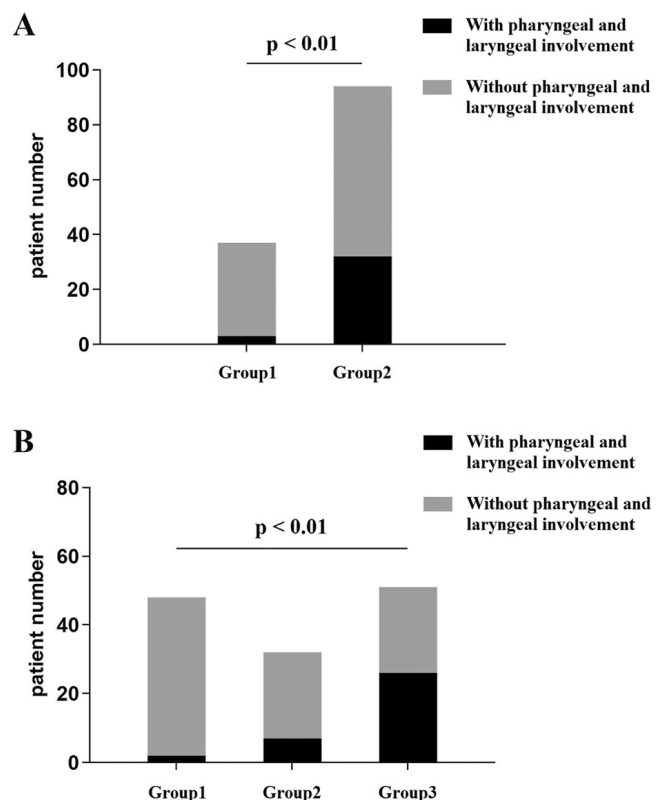 A
With pharyngeal and
laryngeal involvement
Without pharyngeal and
laryngeal involvement
p < 0.01
patient number
100
80
60
40
20
0
Group1
Group2
B
With pharyngeal and
laryngeal involvement
Without pharyngeal and
laryngeal involvement
p < 0.01
patient number
80
60
40
20
0
Group1
Group2
Group3